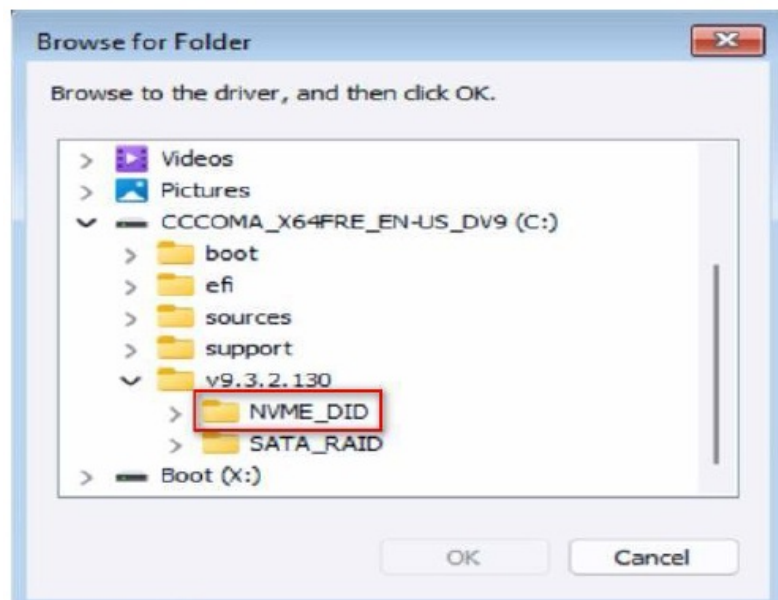 Browse for Folder
Browse to the driver, and then click OK.
Videos
Pictures
CCCOMA_X64FRE_EN-US_DV9 (C:)
boot
efi
sources
support
v9.3.2.130
NVME_DID
SATA_RAID
Boot (X:)
OK Cancel